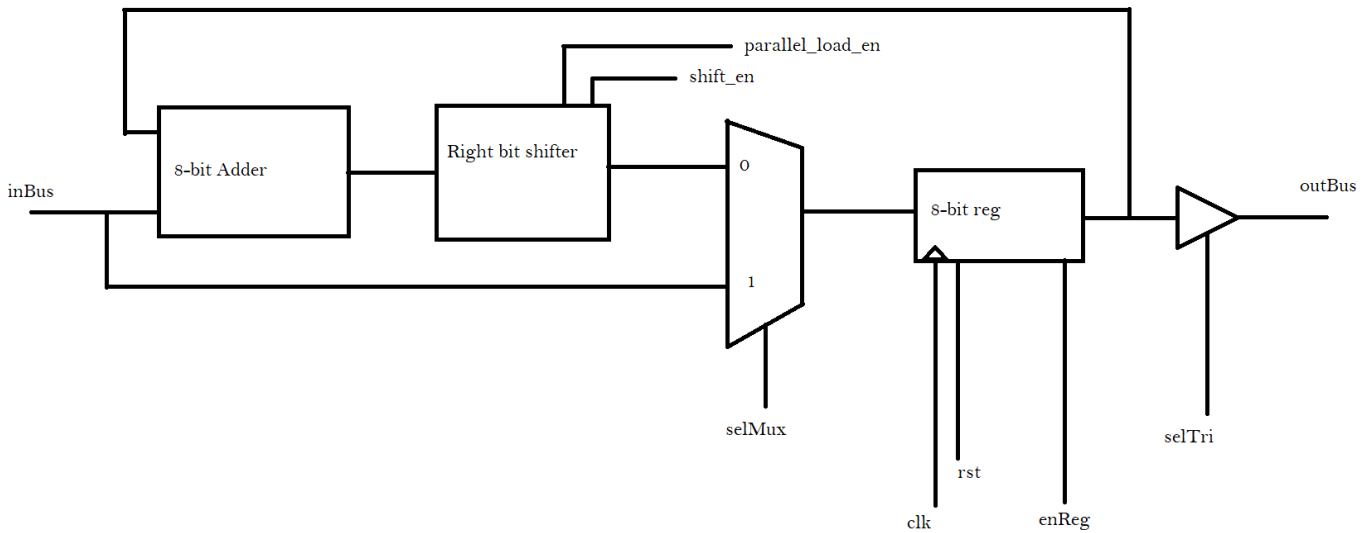 parallel_load_en
shift_en
Right bit shifter
8-bit Adder
0
inBus
outBus
8-bit reg
1
selMux
selTri
rst
clk
enReg